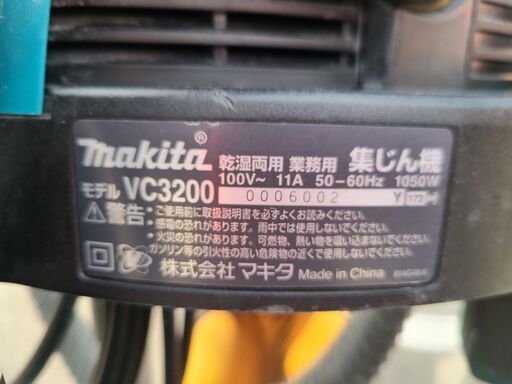 makita® 乾湿両用 業務用 集じん機
100V〜 11A 50−60Hz 1050W
モデル VC3200 0006002 Y
警告: ・ご使用前に取扱説明書を必ずよくお読みください。
・感電の恐れがあります。雨中では使用しないでください。
・火災の恐れがあります。可燃物、熱い物を吸い込まないでください。
ガソリン等の引火性の高い危険物の近くで使用しないでください。
株式会社 マキタ Made in China